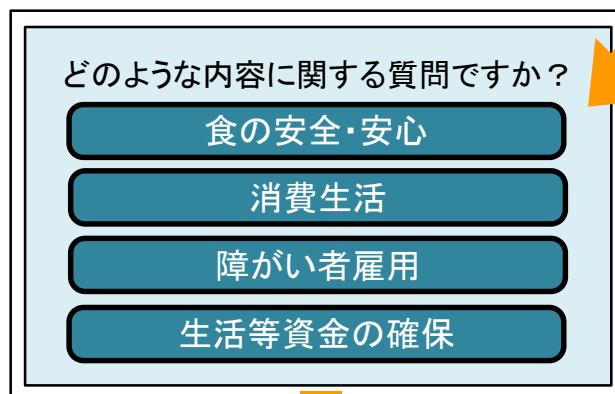 どのような内容に関する質問ですか？
食の安全・安心
消費生活
障がい者雇用
生活等資金の確保